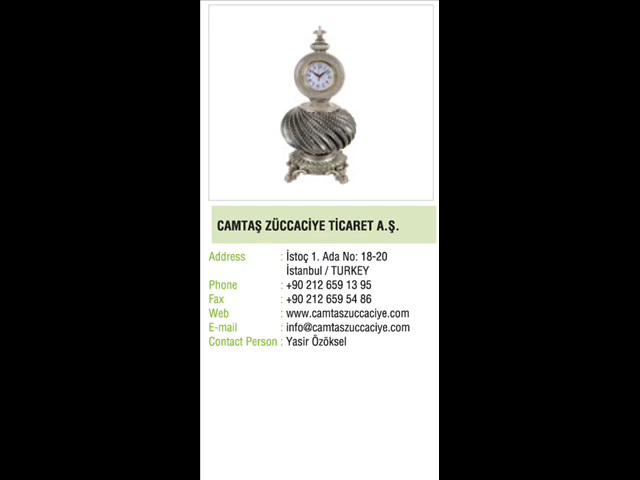 CAMTAŞ ZÜCCACİYE TİCARET A.Ş.
Address : İstoç 1. Ada No: 18-20
İstanbul / TURKEY
Phone : +90 212 659 13 95
Fax : +90 212 659 54 86
Web : www.camtaszuccaciye.com
E-mail : info@camtaszuccaciye.com
Contact Person : Yasir Özöksel